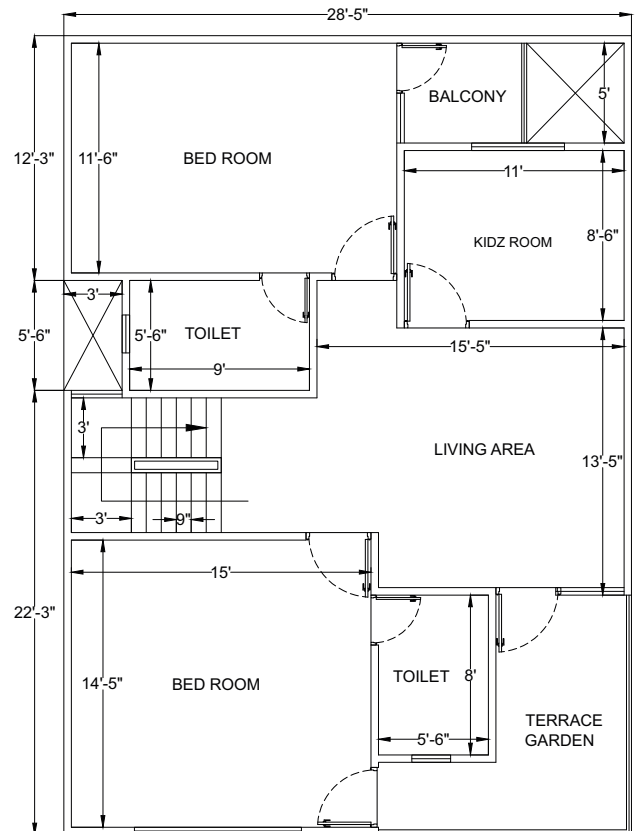 28'-5"
BALCONY
5'
12'-3"
11'-6"
BED ROOM
11'
KIDZ ROOM
8'-6"
3'
5'-6"
5'-6"
TOILET
9'
15'-5"
3'
LIVING AREA
13'-5"
3'
9"
15'
22'-3"
14'-5"
BED ROOM
TOILET
8'
5'-6"
TERRACE
GARDEN